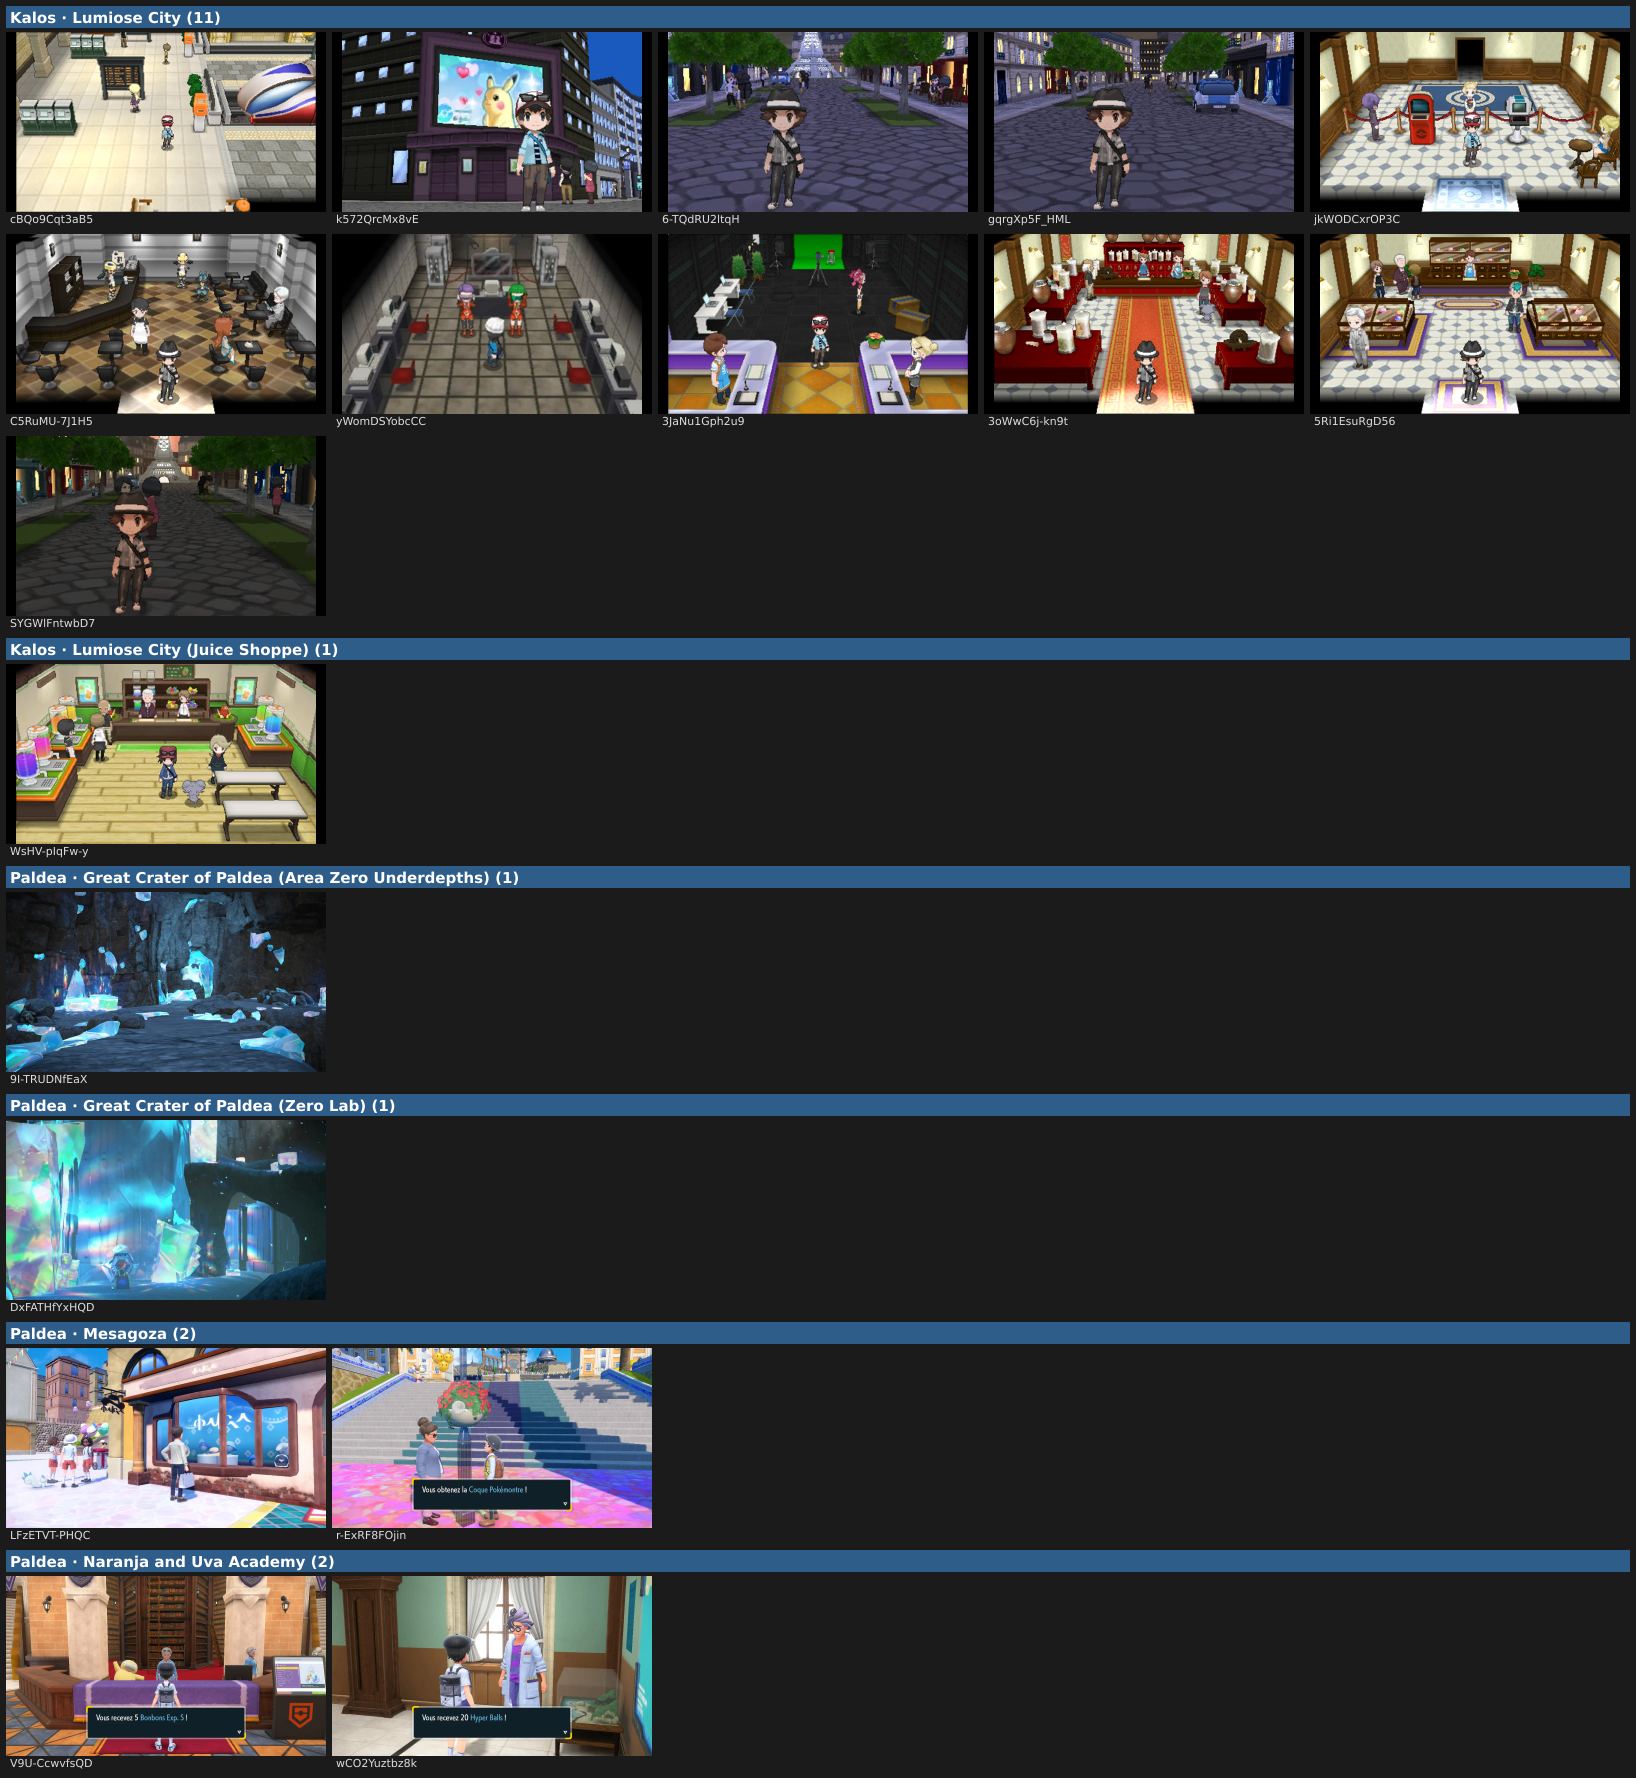 Kalos · Lumiose City (11)
cBQo9Cqt3aB5
k572QrcMx8vE
6-TQdRU2ltqH
gqrgXp5F_HML
jkWODCxrOP3C
C5RuMU-7J1H5
yWomDSYobcCC
3JaNu1Gph2u9
3oWwC6j-kn9t
5Ri1EsuRgD56
SYGWlFntwbD7
Kalos · Lumiose City (Juice Shoppe) (1)
WsHV-plqFw-y
Paldea · Great Crater of Paldea (Area Zero Underdepths) (1)
9I-TRUDNfEaX
Paldea · Great Crater of Paldea (Zero Lab) (1)
DxFATHfYxHQD
Paldea · Mesagoza (2)
Vous obtenez la Coque Pokémontre !
LFzETVT-PHQC
r-ExRF8FOjin
Paldea · Naranja and Uva Academy (2)
Vous recevez 5 Bonbons Exp. S !
Vous recevez 20 Hyper Balls !
V9U-CcwvfsQD
wCO2Yuztbz8k